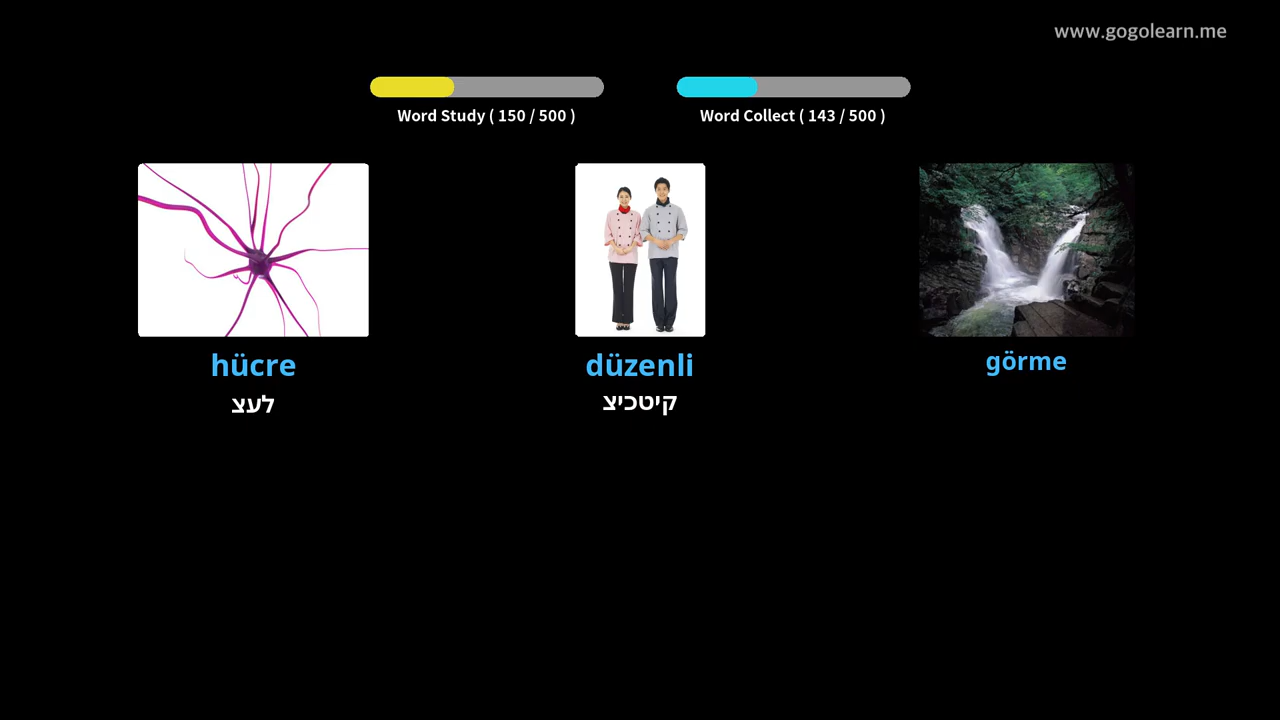 www.gogolearn.me
Word Study ( 150 / 500 )
Word Collect ( 143 / 500 )
hücre
לעצ
düzenli
קיטכיצ
görme